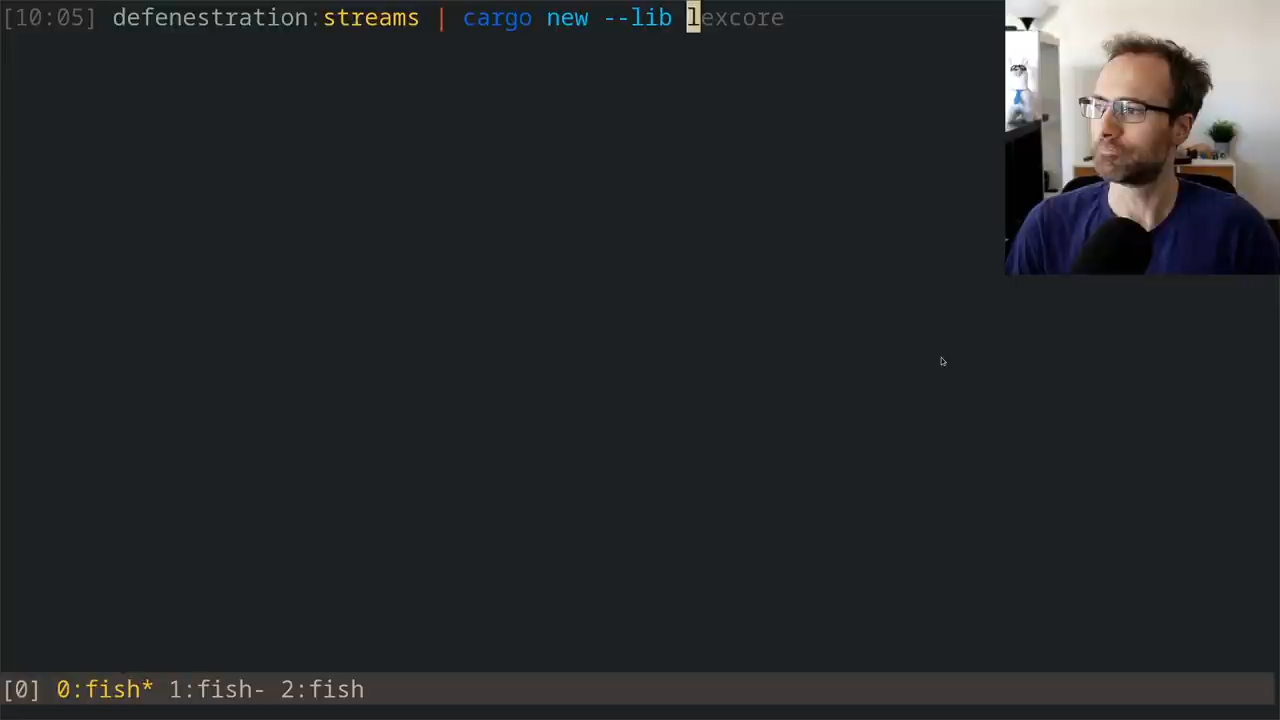 [10:05] defenestration:streams | cargo new --lib lexcore
[0] 0:fish* 1:fish- 2:fish